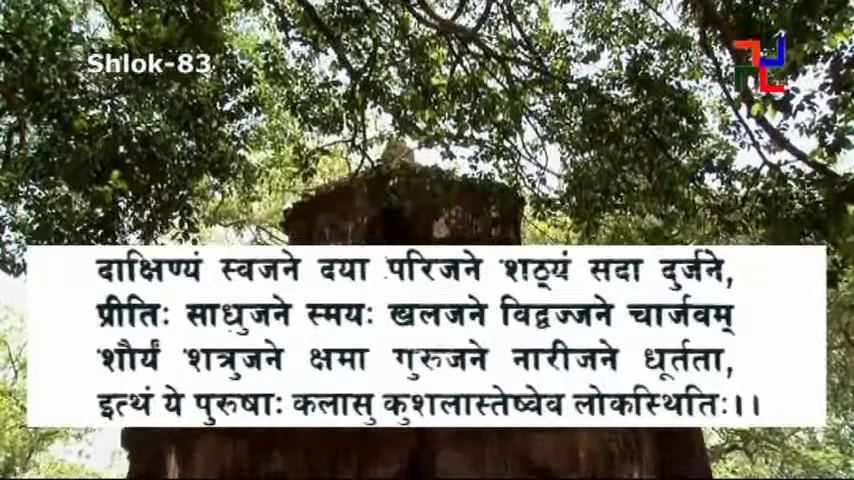 Shlok-83
दाक्षिण्यं स्वजने दया परिजने शठ्यं सदा दुर्जने,
प्रीतिः साधुजने स्मयः खलजने विद्वज्जने चार्जवम्
शौर्यं शत्रुजने क्षमा गुरुजने नारीजने धूर्तता,
इत्थं ये पुरुषाः कलासु कुशलास्तेष्वेव लोकस्थितिः।।